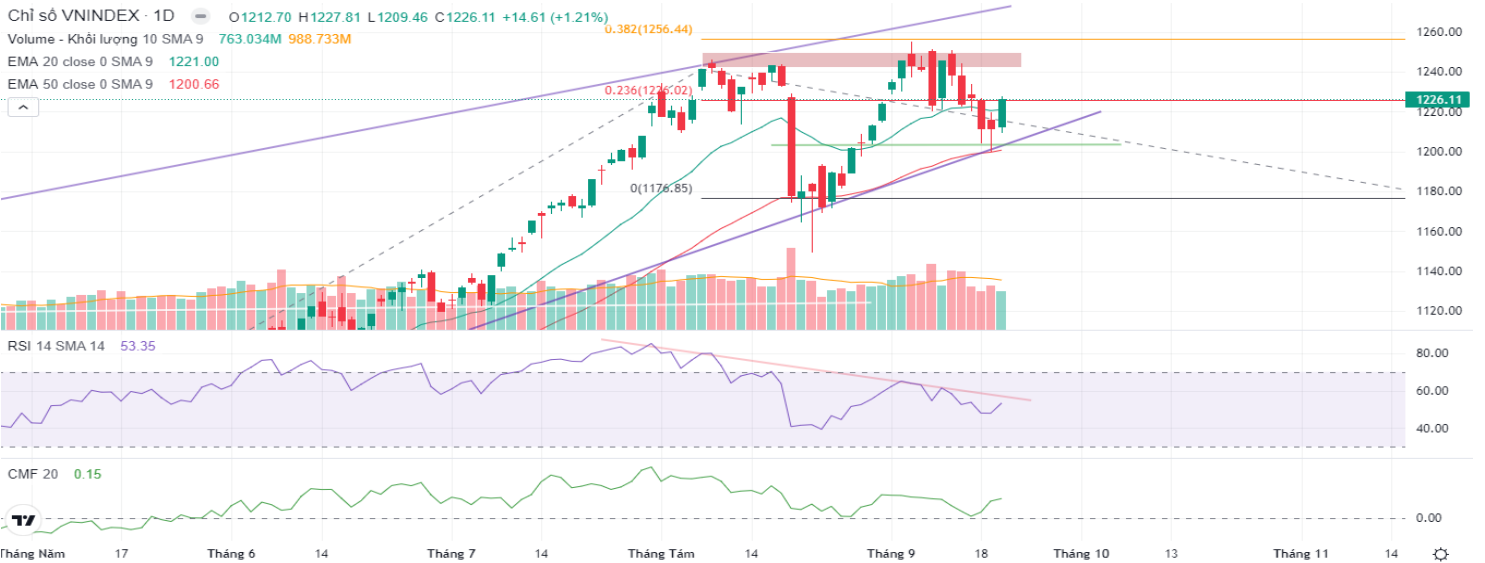 Chỉ số VNINDEX · 1D O1212.70 H1227.81 L1209.46 C1226.11 +14.61 (+1.21%)
Volume - Khối lượng 10 SMA 9 763.034M 988.733M
EMA 20 close 0 SMA 9 1221.00
EMA 50 close 0 SMA 9 1200.66
0.382(1256.44)
0.236(1226.02)
0(1176.85)
1260.00
1240.00
1226.11
1220.00
1200.00
1180.00
1160.00
1140.00
1120.00
RSI 14 SMA 14 53.35
80.00
60.00
40.00
CMF 20 0.15
0.00
Tháng Năm 17 Tháng 6 14 Tháng 7 14 Tháng Tám 14 Tháng 9 18 Tháng 10 13 Tháng 11 14